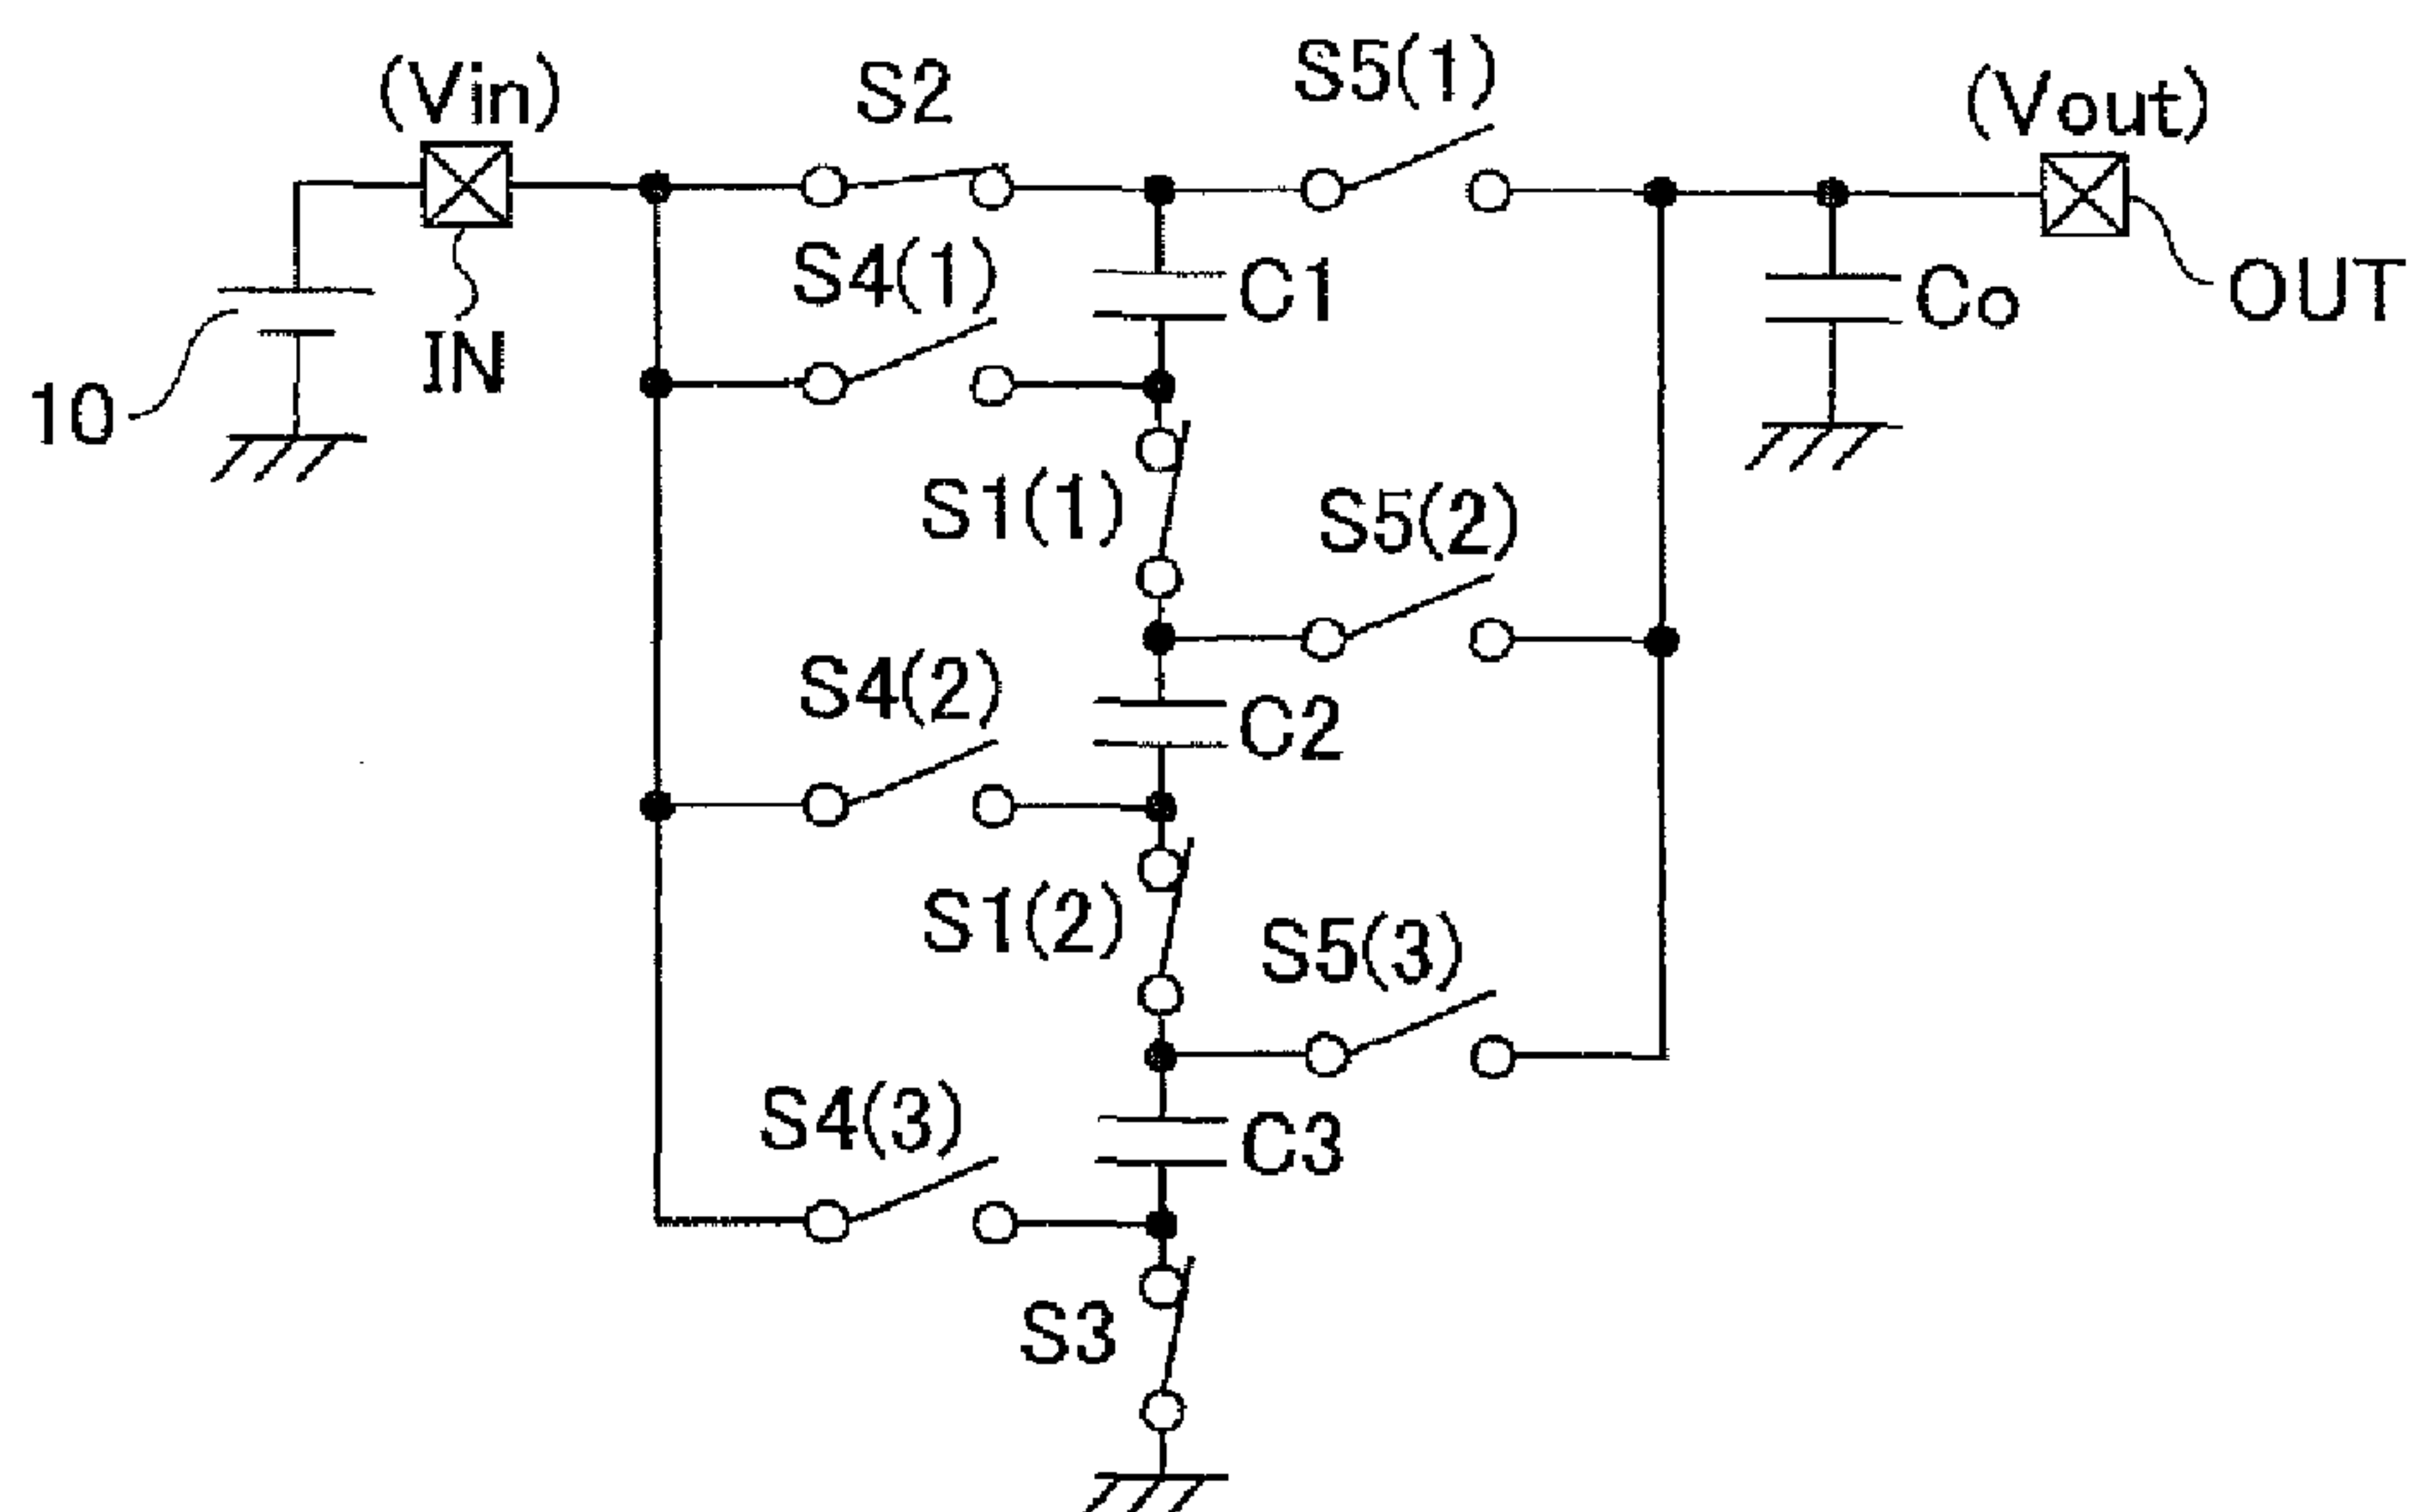 (Vin)
S2
S5(1)
(Vout)
S4(1)
C1
Co
OUT
IN
10
S1(1)
S5(2)
S4(2)
C2
S1(2)
S5(3)
S4(3)
C3
S3